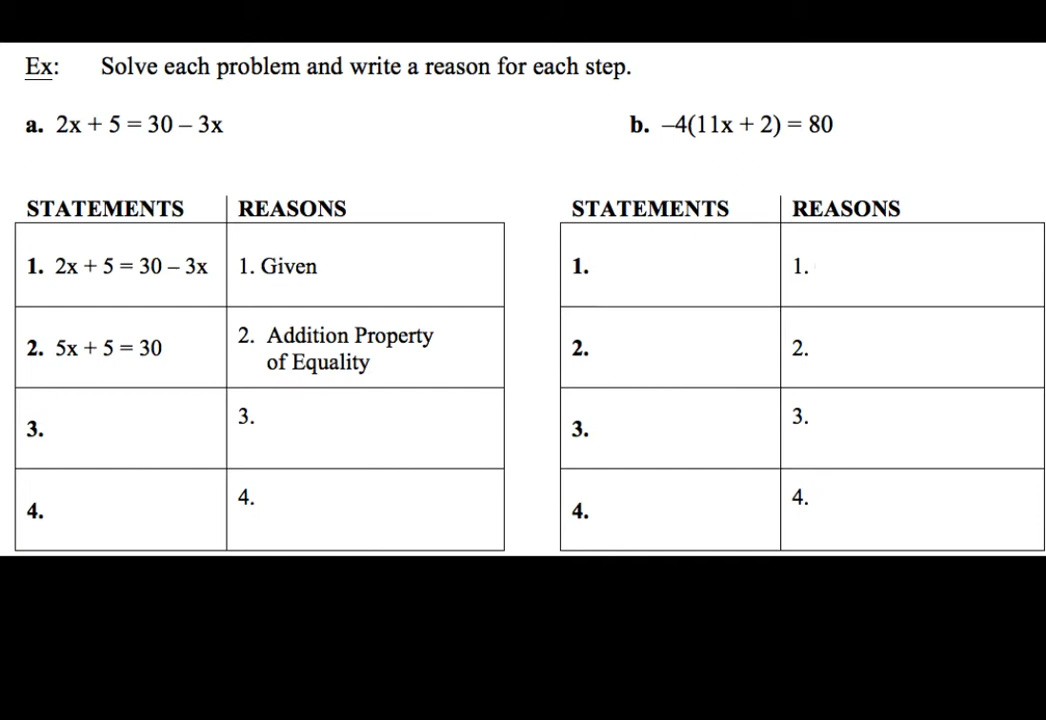 Ex: Solve each problem and write a reason for each step.
a. 2x + 5 = 30 – 3x
b. –4(11x + 2) = 80
STATEMENTS REASONS
1. 2x + 5 = 30 – 3x 1. Given
2. 5x + 5 = 30 2. Addition Property
of Equality
3. 3.
4. 4.
STATEMENTS REASONS
1. 1.
2. 2.
3. 3.
4. 4.